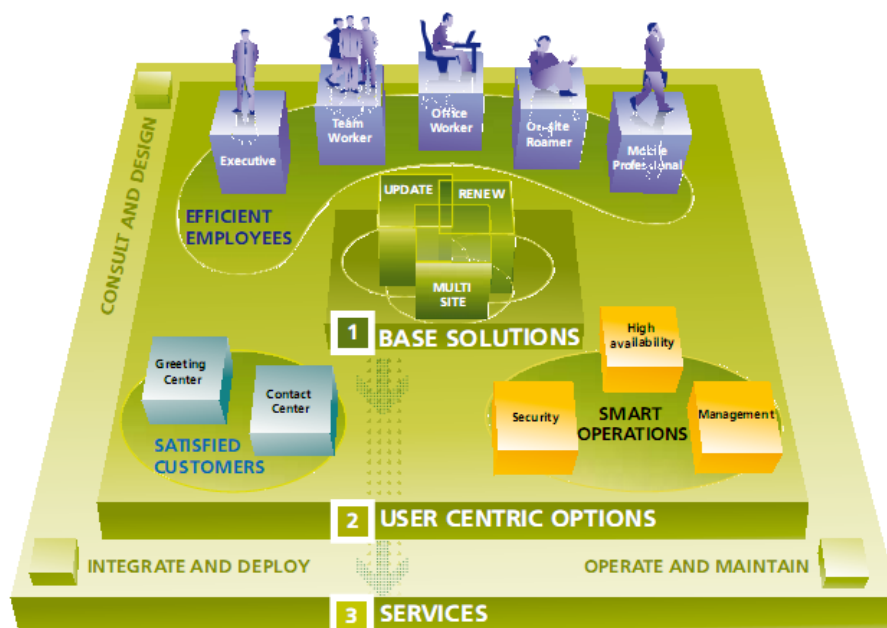 Executive
Team
Worker
Office
Worker
On-site
Roamer
Mobile
Professional
CONSULT AND DESIGN
EFFICIENT
EMPLOYEES
UPDATE
RENEW
MULTI
SITE
1 BASE SOLUTIONS
Greeting
Center
Contact
Center
SATISFIED
CUSTOMERS
High
availability
Security
SMART
OPERATIONS
Management
2 USER CENTRIC OPTIONS
INTEGRATE AND DEPLOY
OPERATE AND MAINTAIN
3 SERVICES